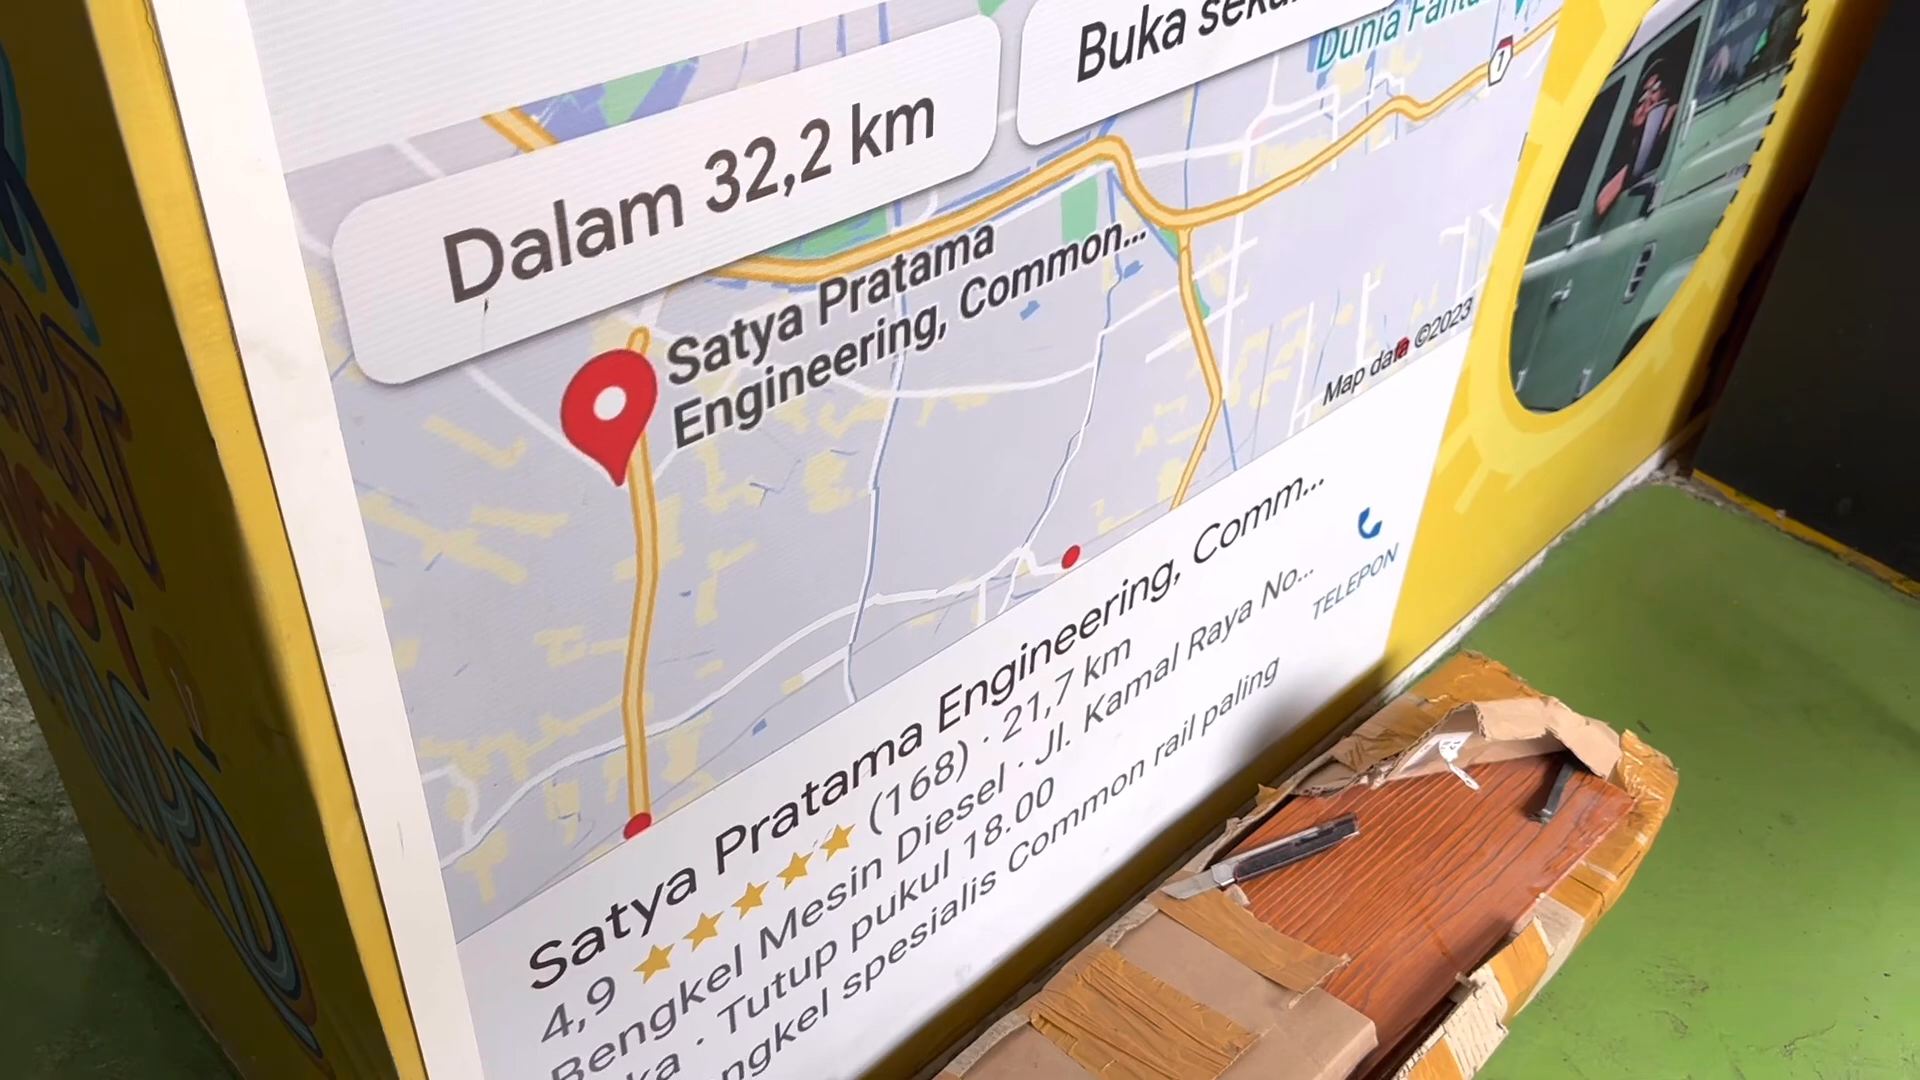 Dalam 32,2 km
Buka
Dunia
1
Satya Pratama
Engineering, Common...
Map data ©2023
Satya Pratama Engineering, Comm...
4,9 (168) · 21,7 km
Bengkel Mesin Diesel · Jl. Kamal Raya No...
· Tutup pukul 18.00
spesialis Common rail paling
TELEPON